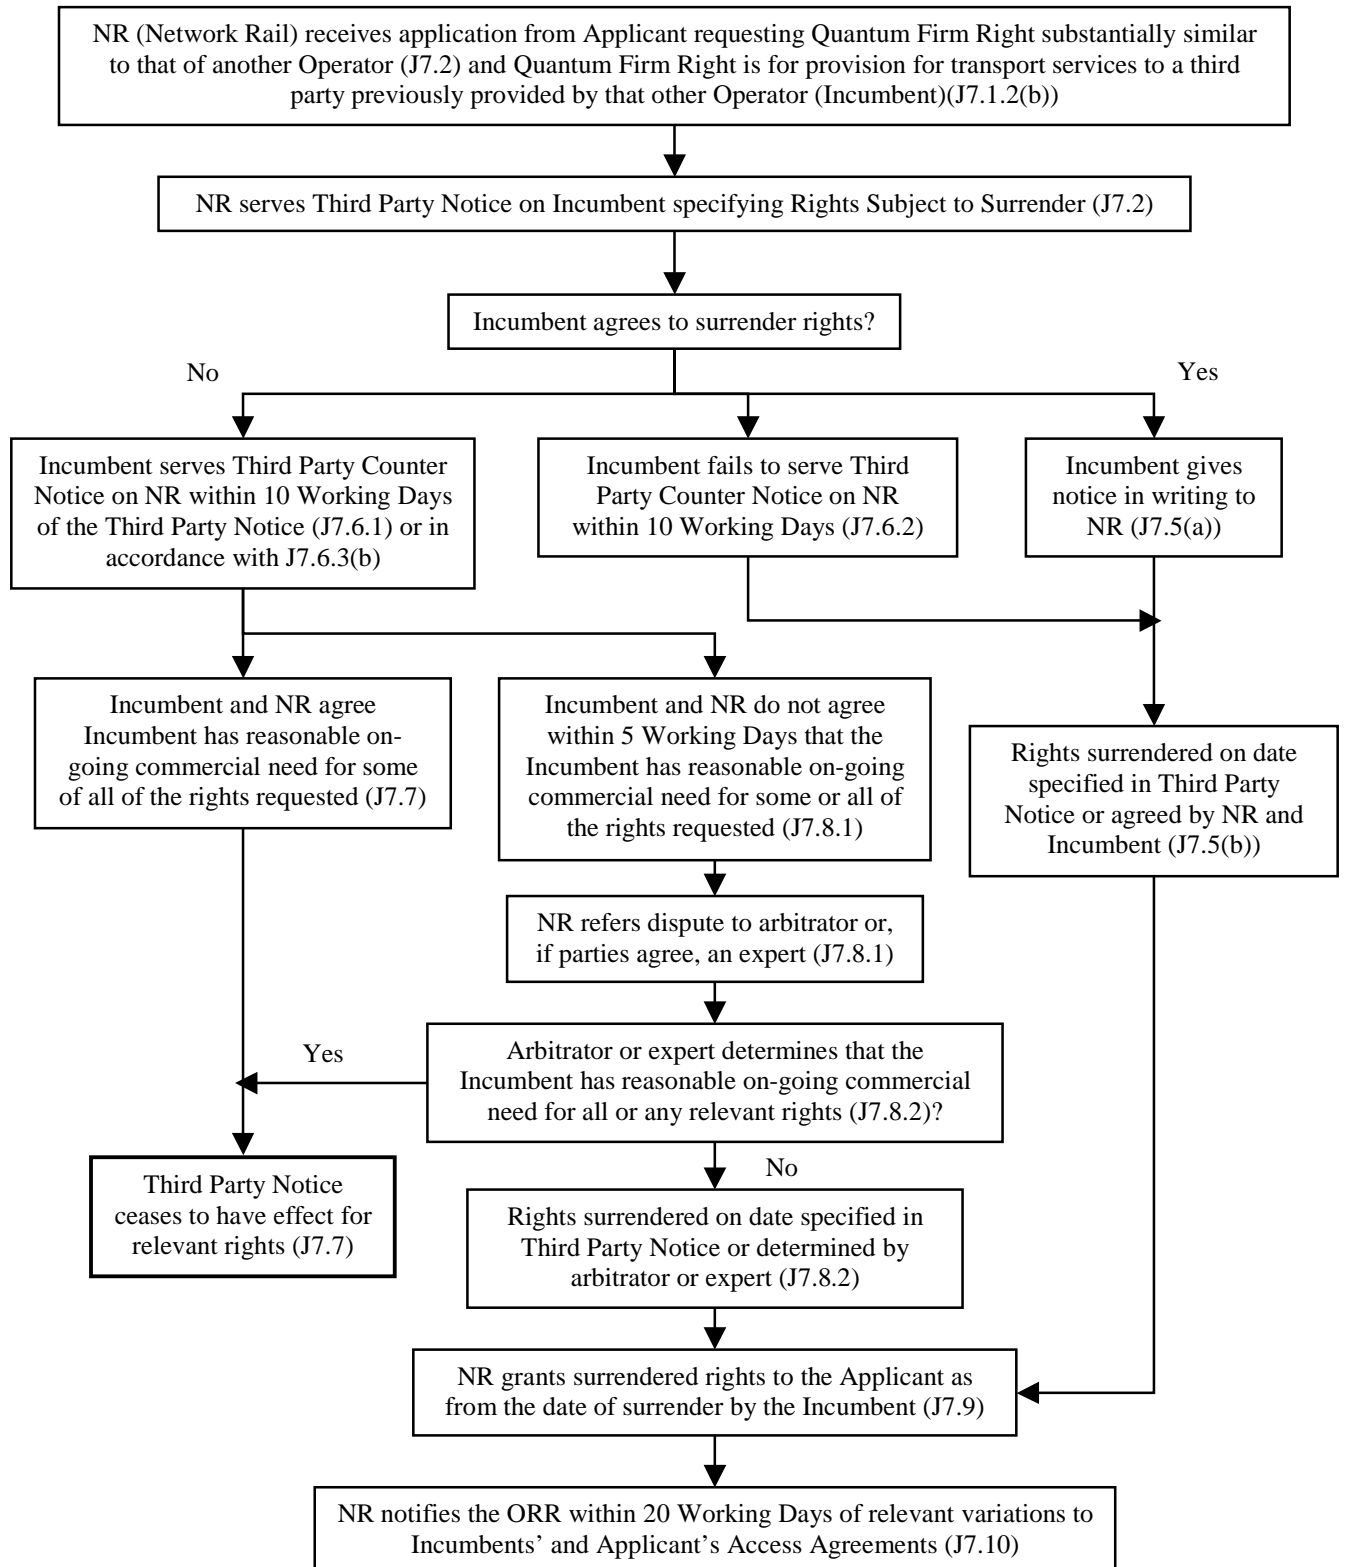 NR (Network Rail) receives application from Applicant requesting Quantum Firm Right substantially similar
to that of another Operator (J7.2) and Quantum Firm Right is for provision for transport services to a third
party previously provided by that other Operator (Incumbent)(J7.1.2(b))
NR serves Third Party Notice on Incumbent specifying Rights Subject to Surrender (J7.2)
Incumbent agrees to surrender rights?
No
Yes
Incumbent serves Third Party Counter
Notice on NR within 10 Working Days
of the Third Party Notice (J7.6.1) or in
accordance with J7.6.3(b)
Incumbent fails to serve Third
Party Counter Notice on NR
within 10 Working Days (J7.6.2)
Incumbent gives
notice in writing to
NR (J7.5(a))
Incumbent and NR agree
Incumbent has reasonable on-
going commercial need for some
of all of the rights requested (J7.7)
Incumbent and NR do not agree
within 5 Working Days that the
Incumbent has reasonable on-going
commercial need for some or all of
the rights requested (J7.8.1)
Rights surrendered on date
specified in Third Party
Notice or agreed by NR and
Incumbent (J7.5(b))
NR refers dispute to arbitrator or,
if parties agree, an expert (J7.8.1)
Yes
Arbitrator or expert determines that the
Incumbent has reasonable on-going commercial
need for all or any relevant rights (J7.8.2)?
No
Third Party Notice
ceases to have effect for
relevant rights (J7.7)
Rights surrendered on date specified in
Third Party Notice or determined by
arbitrator or expert (J7.8.2)
NR grants surrendered rights to the Applicant as
from the date of surrender by the Incumbent (J7.9)
NR notifies the ORR within 20 Working Days of relevant variations to
Incumbents’ and Applicant’s Access Agreements (J7.10)